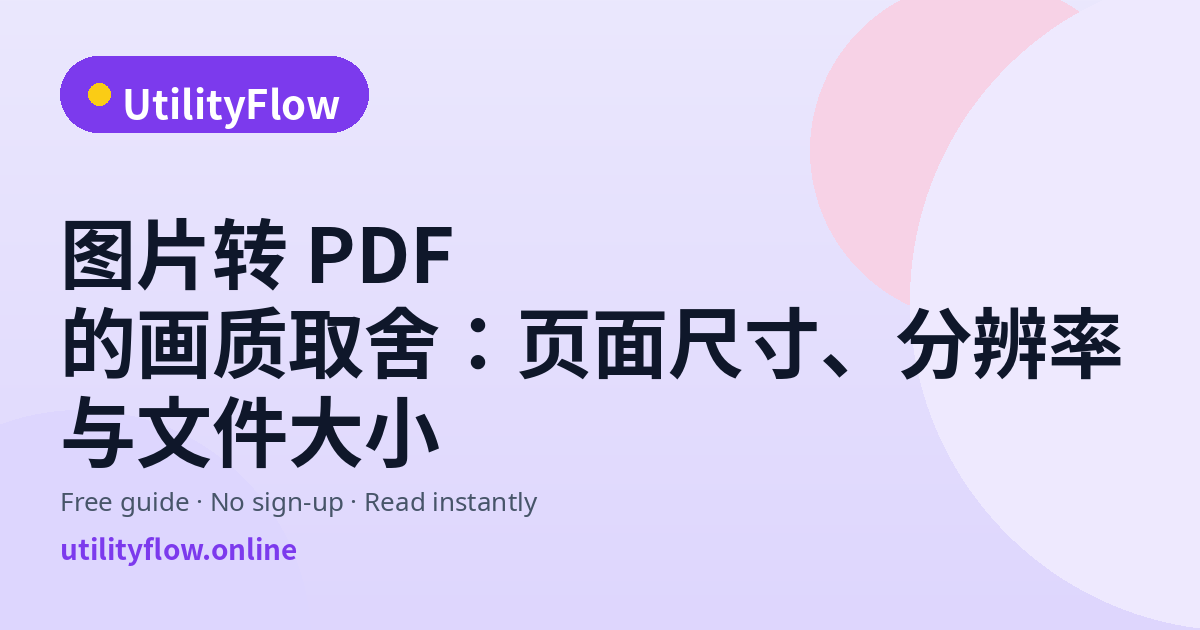 UtilityFlow
图片转 PDF
的画质取舍：页面尺寸、分辨率
与文件大小
Free guide · No sign-up · Read instantly
utilityflow.online